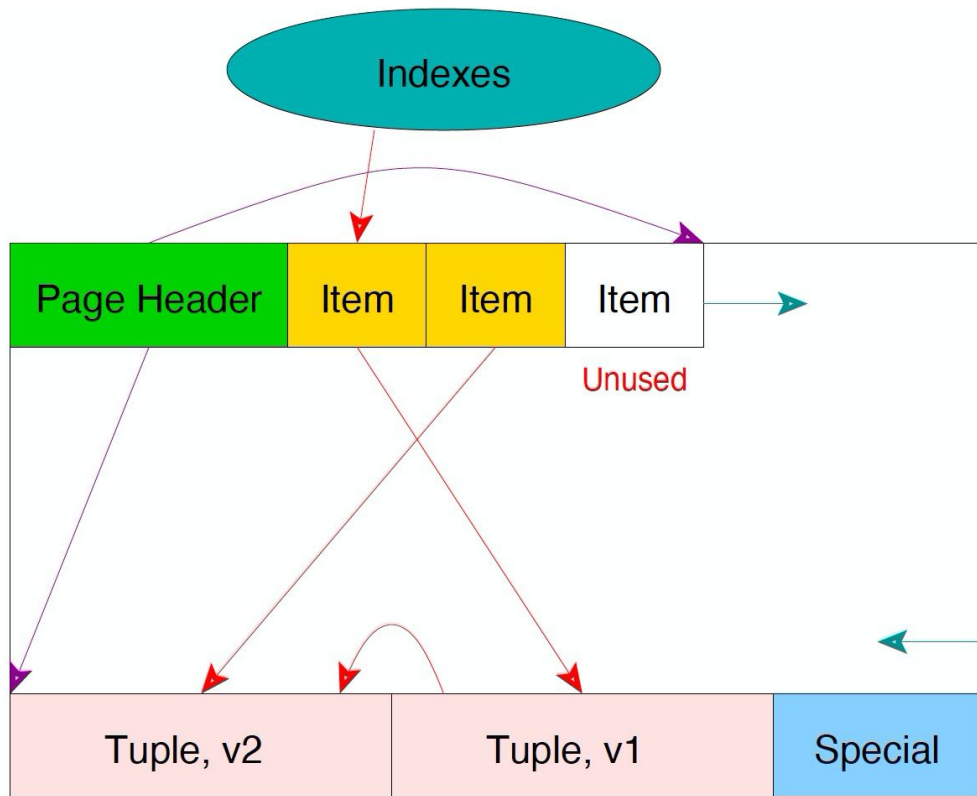 Indexes
Page Header
Item
Item
Item
Unused
Tuple, v2
Tuple, v1
Special